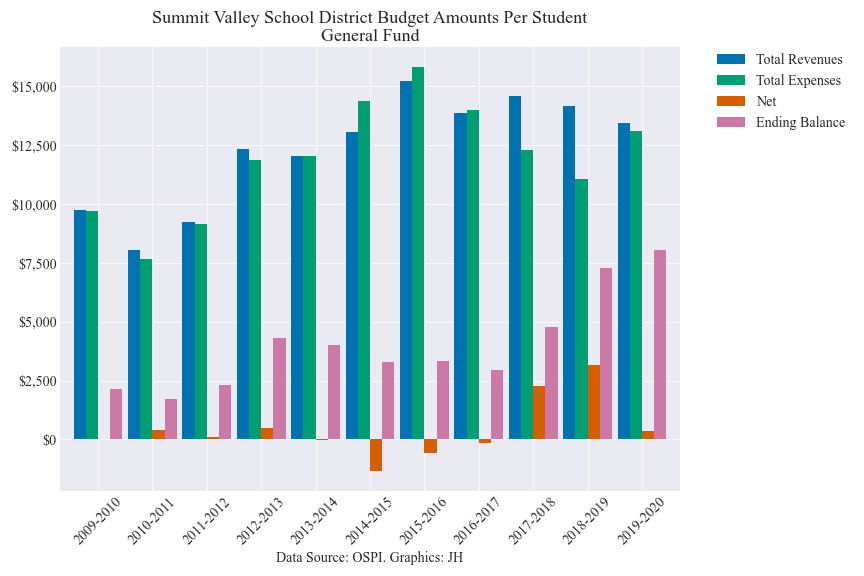 Summit Valley School District Budget Amounts Per Student
General Fund
Total Revenues
Total Expenses
Net
Ending Balance
$15,000
$12,500
$10,000
$7,500
$5,000
$2,500
$0
2009-2010
2010-2011
2011-2012
2012-2013
2013-2014
2014-2015
2015-2016
2016-2017
2017-2018
2018-2019
2019-2020
Data Source: OSPI. Graphics: JH